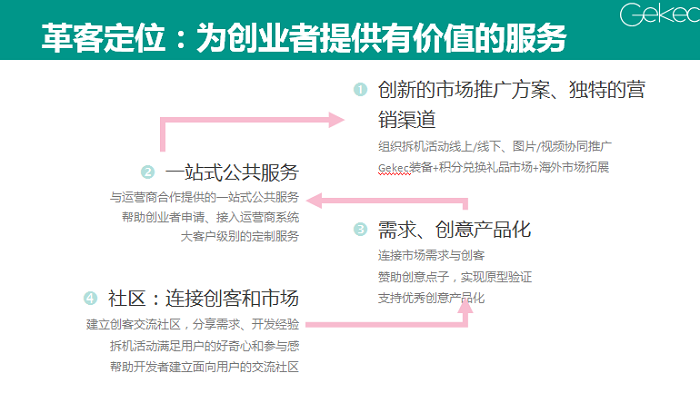 Gekec
革客定位：为创业者提供有价值的服务
1 创新的市场推广方案、独特的营
销渠道
组织拆机活动线上/线下、图片/视频协同推广
Gekec装备+积分兑换礼品市场+海外市场拓展
2 一站式公共服务
与运营商合作提供的一站式公共服务
帮助创业者申请、接入运营商系统
大客户级别的定制服务
3 需求、创意产品化
连接市场需求与创客
赞助创意点子，实现原型验证
支持优秀创意产品化
4 社区：连接创客和市场
建立创客交流社区，分享需求、开发经验
拆机活动满足用户的好奇心和参与感
帮助开发者建立面向用户的交流社区